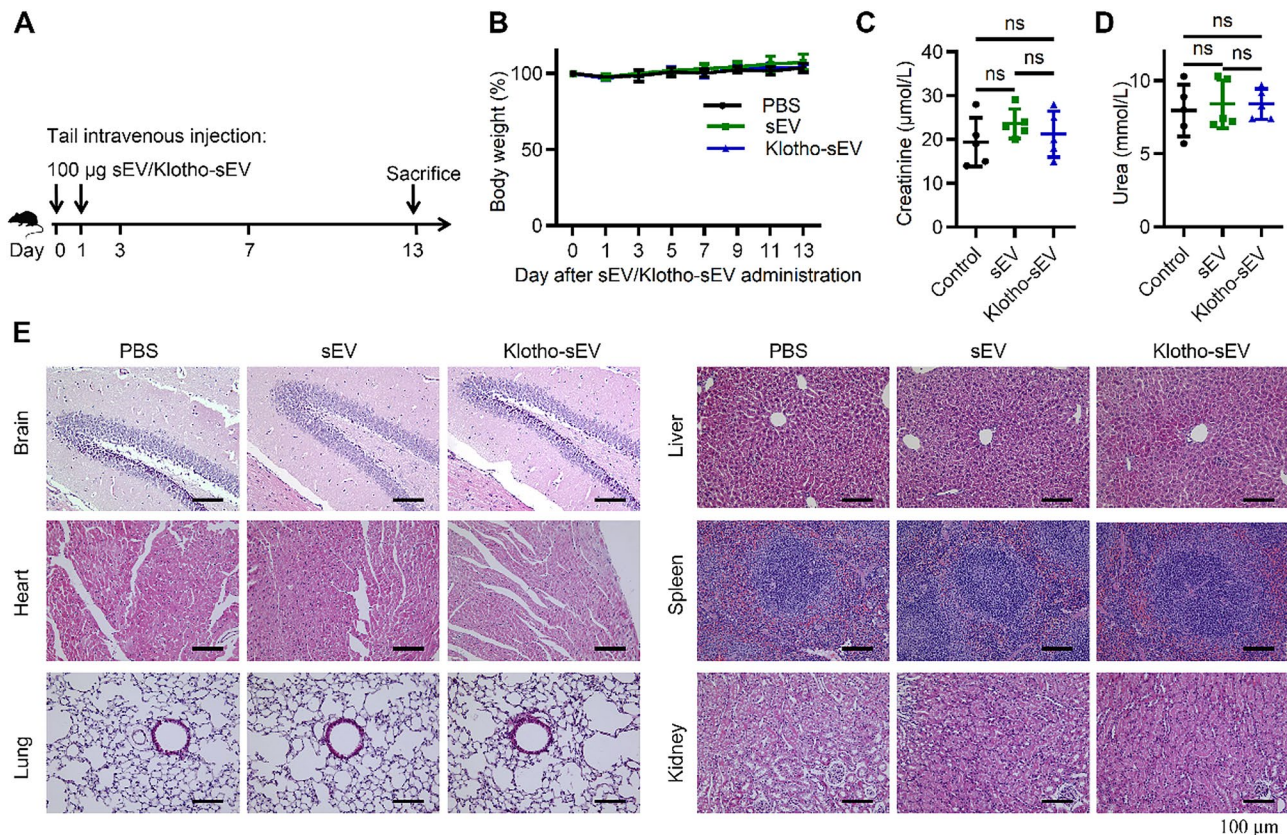 A
Tail intravenous injection:
100 µg sEV/Klotho-sEV
Sacrifice
Day 0 1 3 7 13
B
Body weight (%)
100
0
PBS
sEV
Klotho-sEV
0 1 3 5 7 9 11 13
Day after sEV/Klotho-sEV administration
C
ns
ns
ns
Creatinine (µmol/L)
40
30
20
10
0
Control
sEV
Klotho-sEV
D
ns
ns
ns
Urea (mmol/L)
10
5
0
Control
sEV
Klotho-sEV
E
PBS sEV Klotho-sEV
Brain
Heart
Lung
PBS sEV Klotho-sEV
Liver
Spleen
Kidney
100 µm